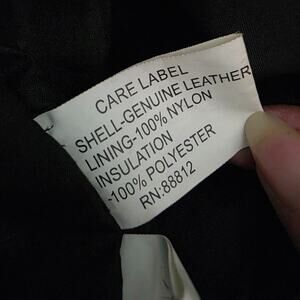 CARE LABEL
SHELL-GENUINE LEATHER
LINING-100% NYLON
INSULATION
-100% POLYESTER
RN:88812